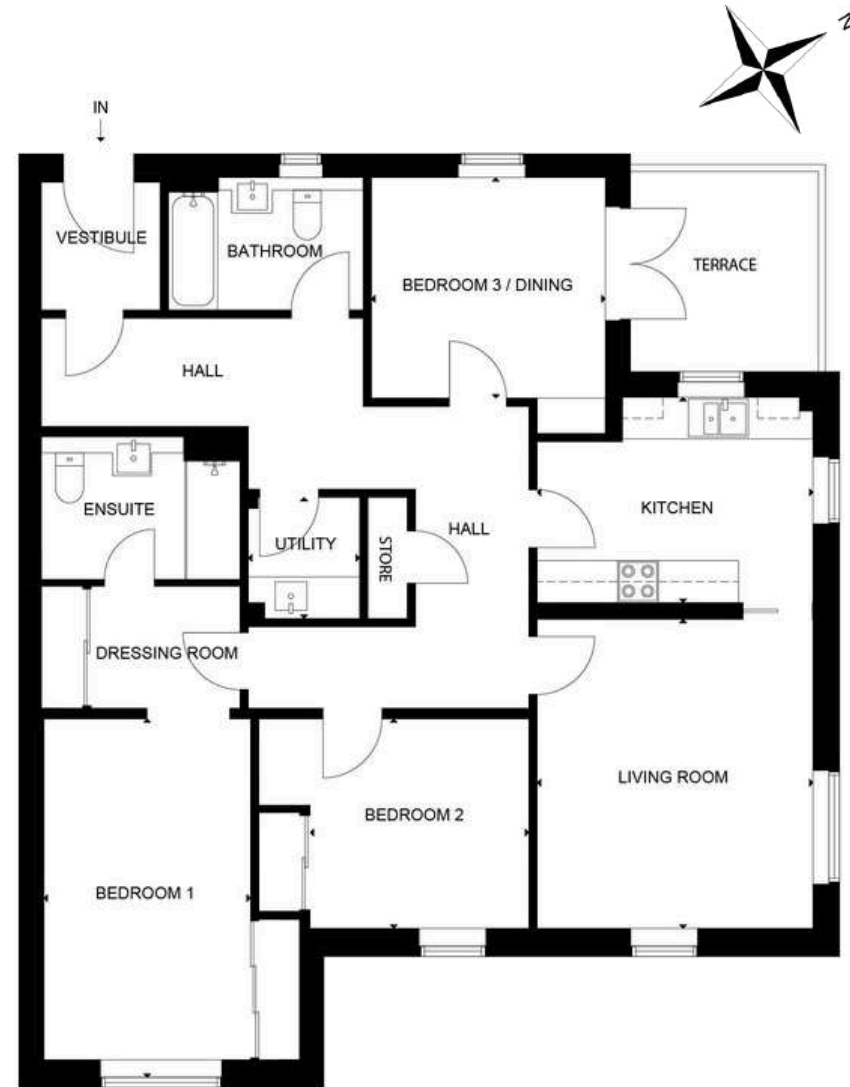 N
IN
VESTIBULE
BATHROOM
BEDROOM 3 / DINING
TERRACE
HALL
ENSUITE
UTILITY
STORE
HALL
KITCHEN
DRESSING ROOM
LIVING ROOM
BEDROOM 2
BEDROOM 1